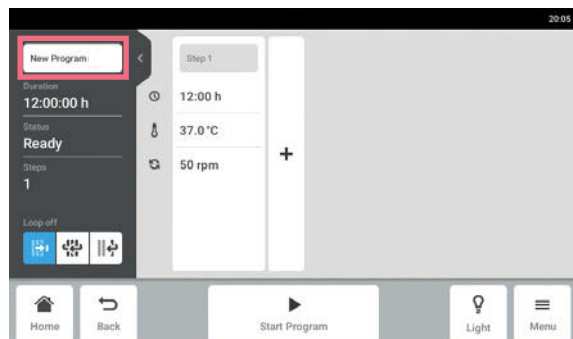 20:05
New Program
Duration
12:00:00 h
Status
Ready
Steps
1
Loop off
Step 1
12:00 h
37.0°C
50 rpm
+
Home
Back
Start Program
Light
Menu